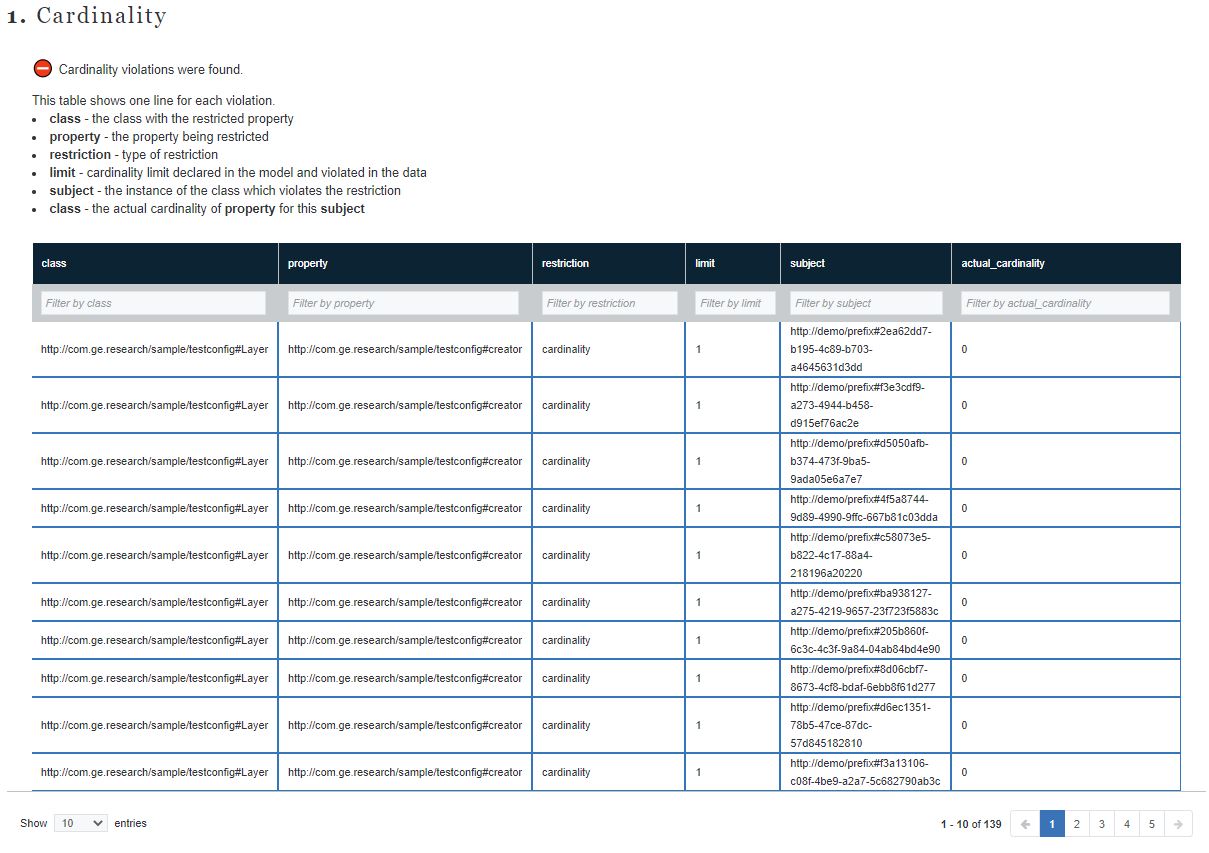 1. Cardinality
Cardinality violations were found.
This table shows one line for each violation.
• class - the class with the restricted property
• property - the property being restricted
• restriction - type of restriction
• limit - cardinality limit declared in the model and violated in the data
• subject - the instance of the class which violates the restriction
• class - the actual cardinality of property for this subject
class property restriction limit subject actual_cardinality
Filter by class Filter by property Filter by restriction Filter by limit Filter by subject Filter by actual_cardinality
http://demo/prefix#2ea62dd7-
http://com.ge.research/sample/testconfig#Layer http://com.ge.research/sample/testconfig#creator cardinality 1 b195-4c89-b703- 0
a4645631d3dd
http://demo/prefix#f3e3cdf9-
http://com.ge.research/sample/testconfig#Layer http://com.ge.research/sample/testconfig#creator cardinality 1 a273-4944-b458- 0
d915ef76ac2e
http://demo/prefix#d5050afb-
http://com.ge.research/sample/testconfig#Layer http://com.ge.research/sample/testconfig#creator cardinality 1 b374-473f-9ba5- 0
9ada05e6a7e7
http://demo/prefix#4f5a8744-
http://com.ge.research/sample/testconfig#Layer http://com.ge.research/sample/testconfig#creator cardinality 1 0
9d89-4990-9ffc-667b81c03dda
http://demo/prefix#c58073e5-
http://com.ge.research/sample/testconfig#Layer http://com.ge.research/sample/testconfig#creator cardinality 1 b822-4c17-88a4- 0
218196a20220
http://demo/prefix#ba938127-
http://com.ge.research/sample/testconfig#Layer http://com.ge.research/sample/testconfig#creator cardinality 1 0
a275-4219-9657-23f723f5883c
http://demo/prefix#205b860f-
http://com.ge.research/sample/testconfig#Layer http://com.ge.research/sample/testconfig#creator cardinality 1 0
6c3c-4c3f-9a84-04ab84bd4e90
http://demo/prefix#8d06cbf7-
http://com.ge.research/sample/testconfig#Layer http://com.ge.research/sample/testconfig#creator cardinality 1 0
8673-4cf8-bdaf-6ebb8f61d277
http://demo/prefix#d6ec1351-
http://com.ge.research/sample/testconfig#Layer http://com.ge.research/sample/testconfig#creator cardinality 1 78b5-47ce-87dc- 0
57d845182810
http://demo/prefix#f3a13106-
http://com.ge.research/sample/testconfig#Layer http://com.ge.research/sample/testconfig#creator cardinality 1 0
c08f-4be9-a2a7-5c682790ab3c
Show 10 entries 1 - 10 of 139 ← 1 2 3 4 5 →